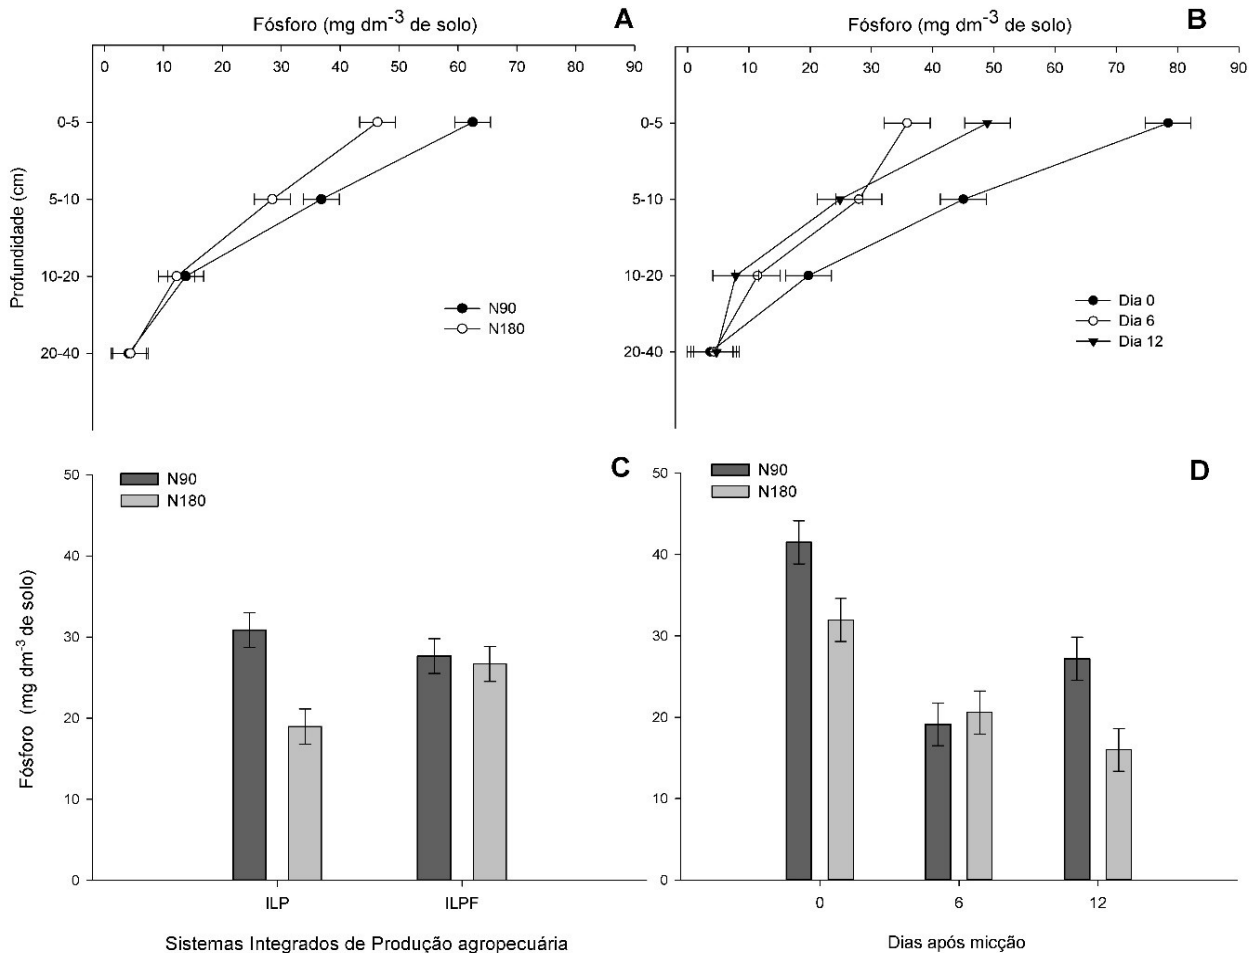 Fósforo (mg dm-3 de solo)
A
0 10 20 30 40 50 60 70 80 90
0-5
5-10
10-20
20-40
Profundidade (cm)
N90
N180
Fósforo (mg dm-3 de solo)
B
0 10 20 30 40 50 60 70 80 90
0-5
5-10
10-20
20-40
Dia 0
Dia 6
Dia 12
C
N90
N180
50
40
30
20
10
0
Fósforo (mg dm-3 de solo)
ILP ILPF
Sistemas Integrados de Produção agropecuária
D
N90
N180
50
40
30
20
10
0
0 6 12
Dias após micção